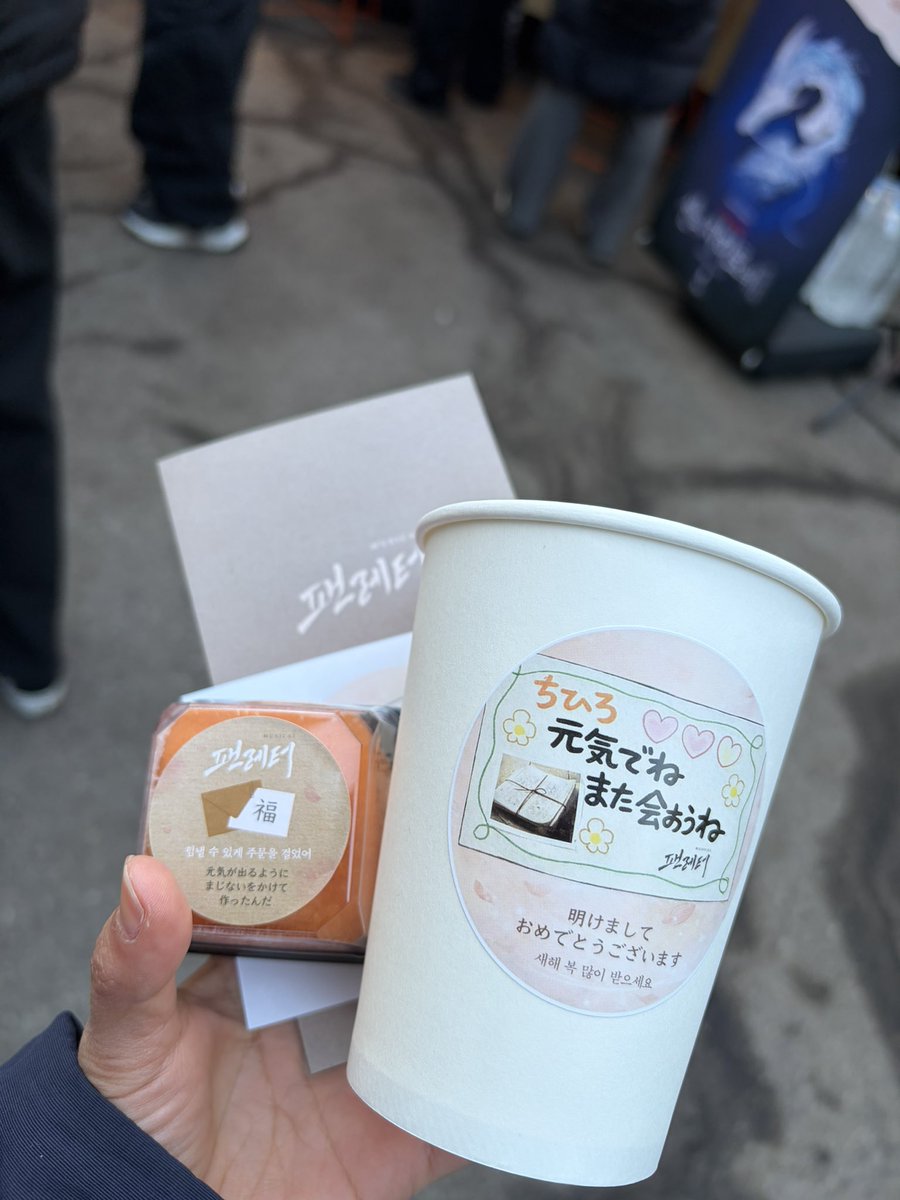 팬레터
MUSICAL
팬레터
福
힘낼 수 있게 주문을 걸었어
元気が出るように
まじないをかけて
作ったんだ
ちひろ
元気でね
また会おうね
팬레터
明けまして
おめでとうございます
새해 복 많이 받으세요